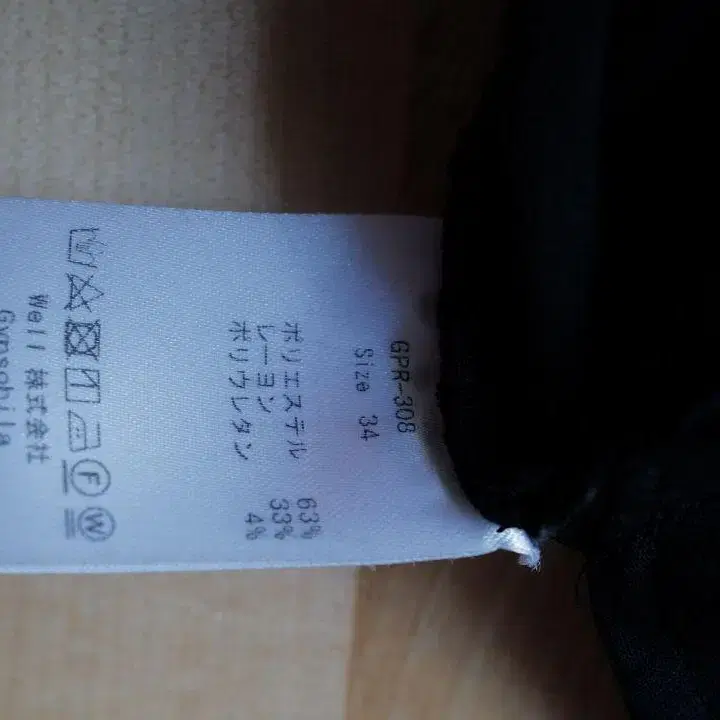 GPR-308
Size 34
ポリエステル 63%
レーヨン 33%
ポリウレタン 4%
F W
Well 株式会社
Gypsohila